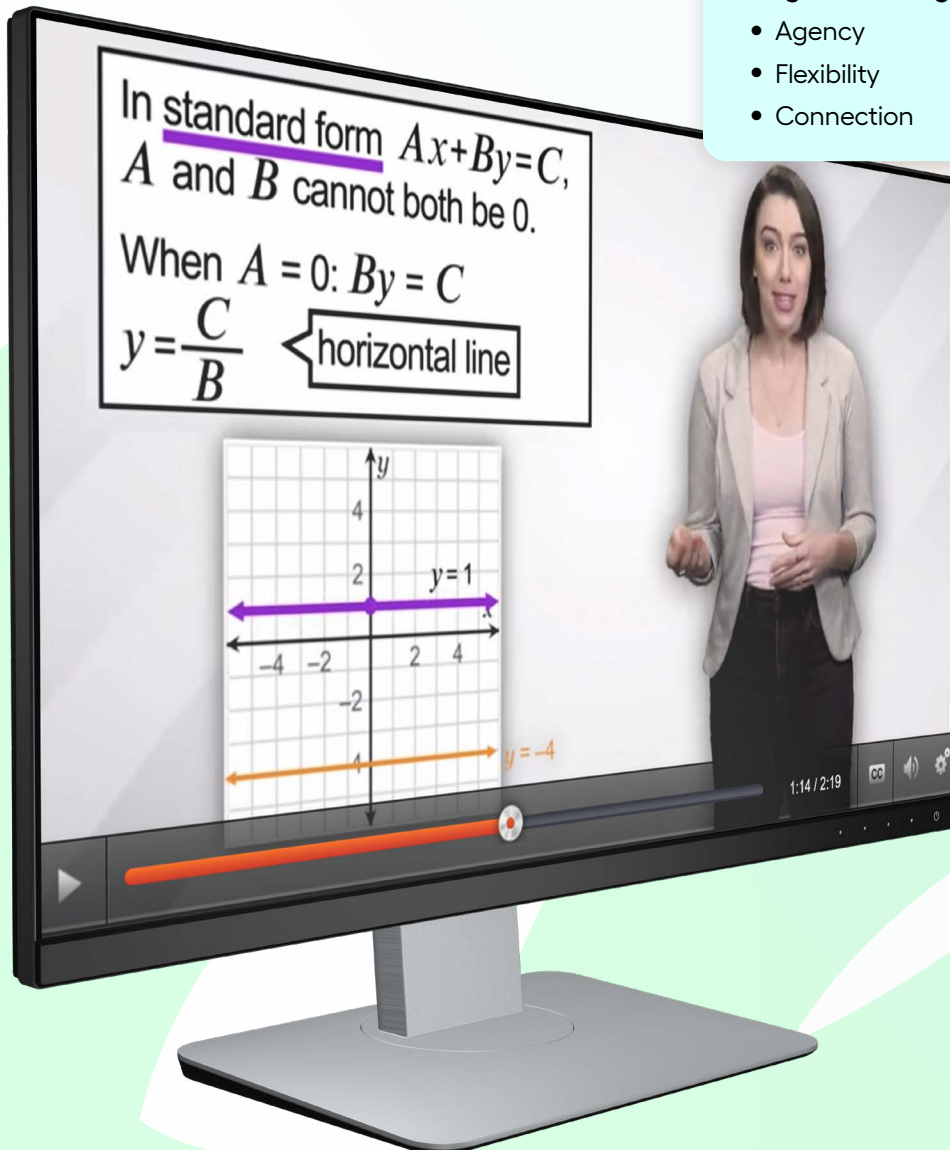 • Agency
• Flexibility
• Connection
In standard form Ax+By=C,
A and B cannot both be 0.
When A = 0: By = C
y = C/B
horizontal line
y
4
2
y = 1
x
−4 −2 2 4
−2
y = −4
1:14 / 2:19
CC